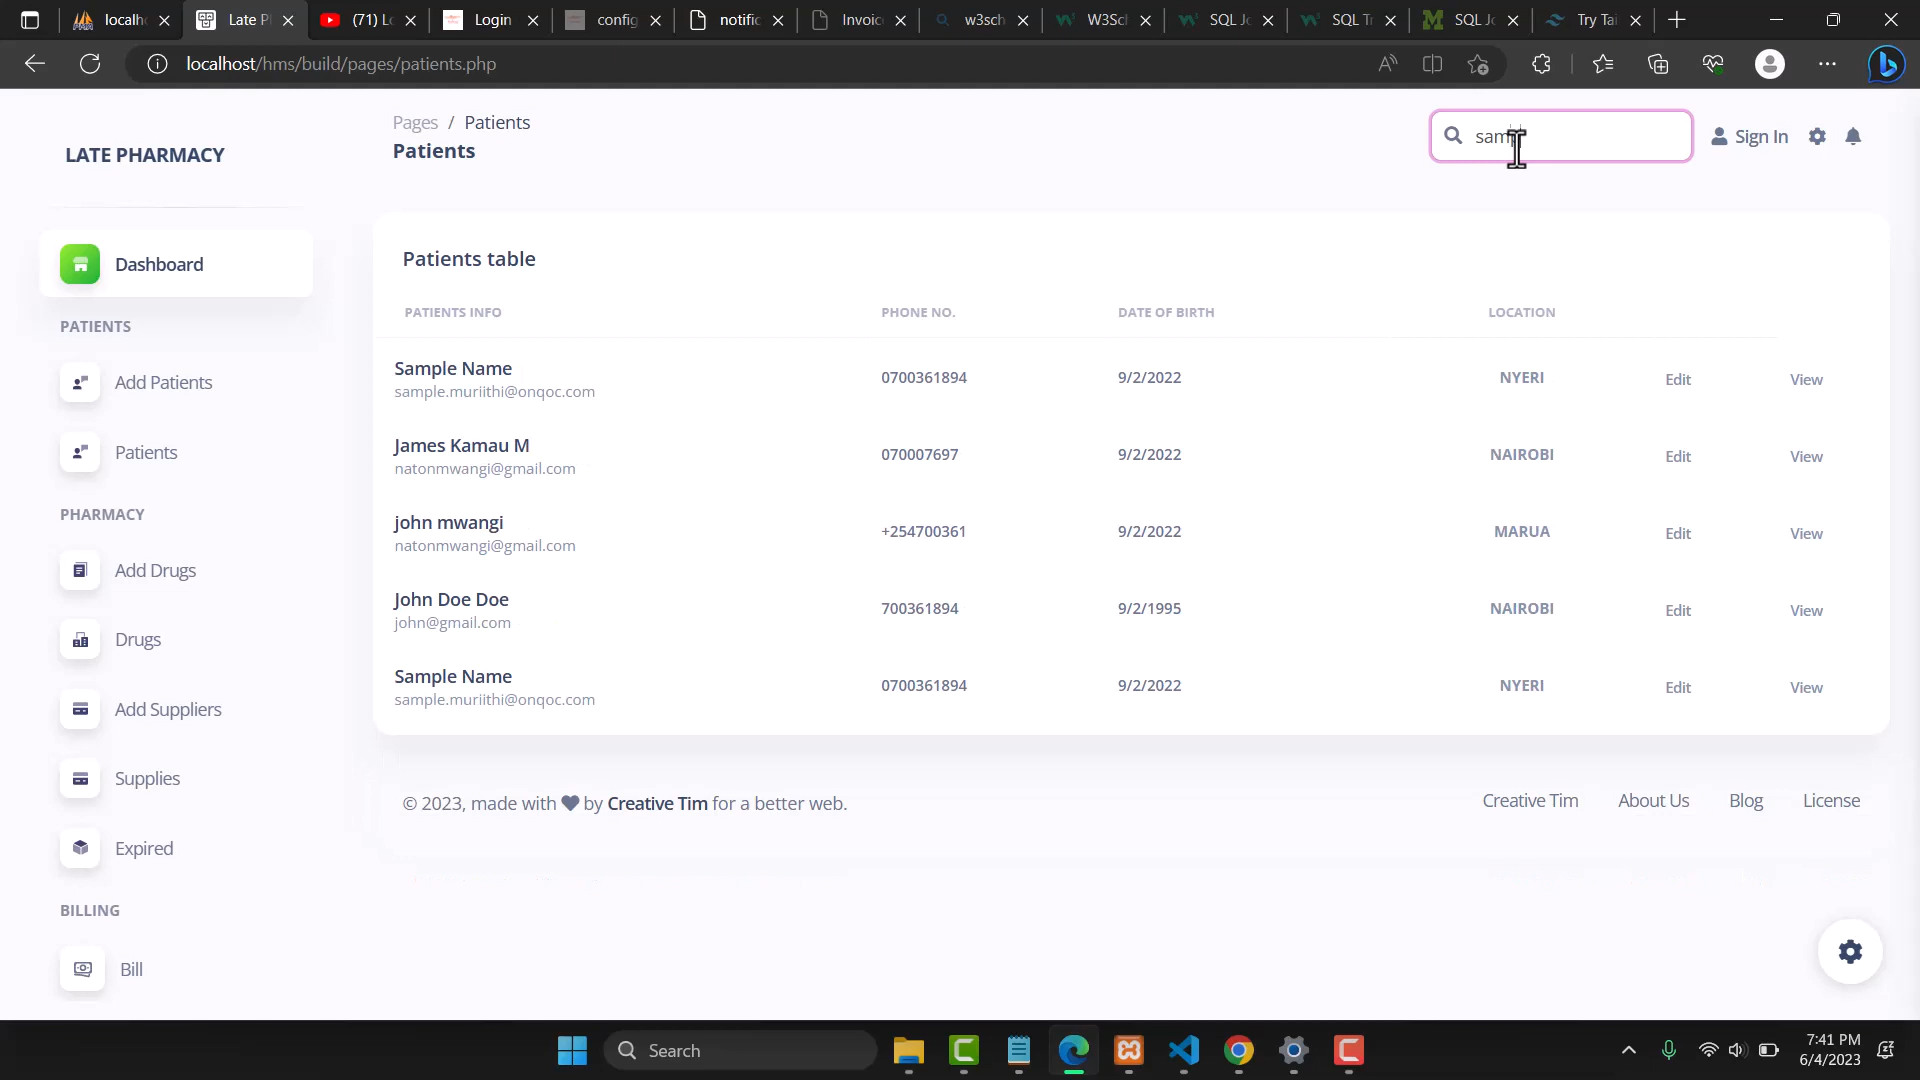 localh
Late P
(71) L
Login
config
notific
Invoic
w3sch
W3Sc
SQL Jo
SQL Tr
SQL Jo
Try Tai
localhost/hms/build/pages/patients.php
Pages / Patients
Patients
sam
Sign In
LATE PHARMACY
Dashboard
PATIENTS
Add Patients
Patients
PHARMACY
Add Drugs
Drugs
Add Suppliers
Supplies
Expired
BILLING
Bill
Patients table
PATIENTS INFO PHONE NO. DATE OF BIRTH LOCATION
Sample Name
sample.muriithi@onqoc.com
0700361894 9/2/2022 NYERI Edit View
James Kamau M
natonmwangi@gmail.com
070007697 9/2/2022 NAIROBI Edit View
john mwangi
natonmwangi@gmail.com
+254700361 9/2/2022 MARUA Edit View
John Doe Doe
john@gmail.com
700361894 9/2/1995 NAIROBI Edit View
Sample Name
sample.muriithi@onqoc.com
0700361894 9/2/2022 NYERI Edit View
© 2023, made with by Creative Tim for a better web.
Creative Tim About Us Blog License
Search
7:41 PM
6/4/2023